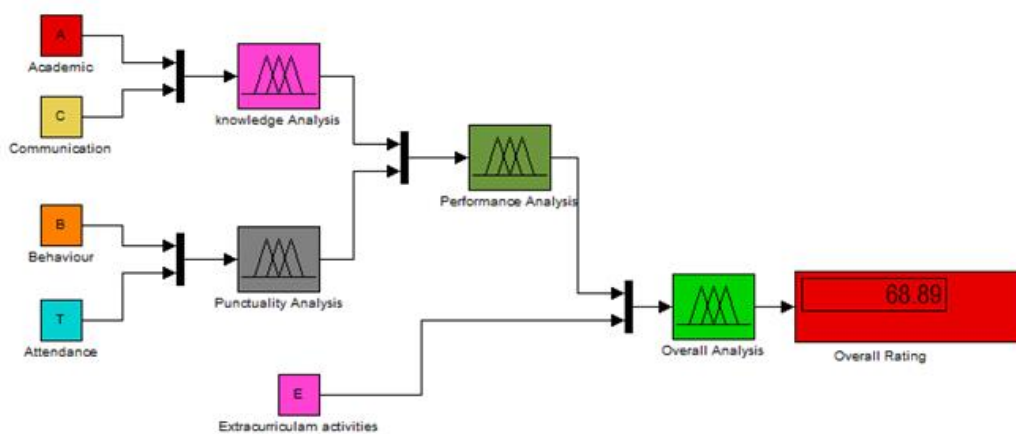 A
Academic
C
Communication
knowledge Analysis
B
Behaviour
T
Attendance
Punctuality Analysis
Performance Analysis
E
Extracurriculam activities
Overall Analysis
68.89
Overall Rating